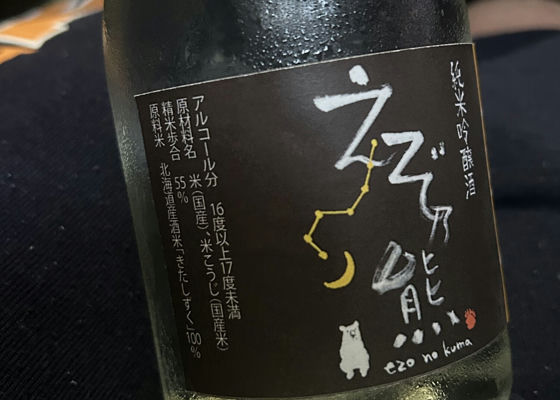 純米吟醸酒
えぞの熊
ezo no kuma
アルコール分 16度以上17度未満
原材料名 米(国産)、米こうじ(国産米)
精米歩合 55%
原料米 北海道産酒米「きたしずく」100%